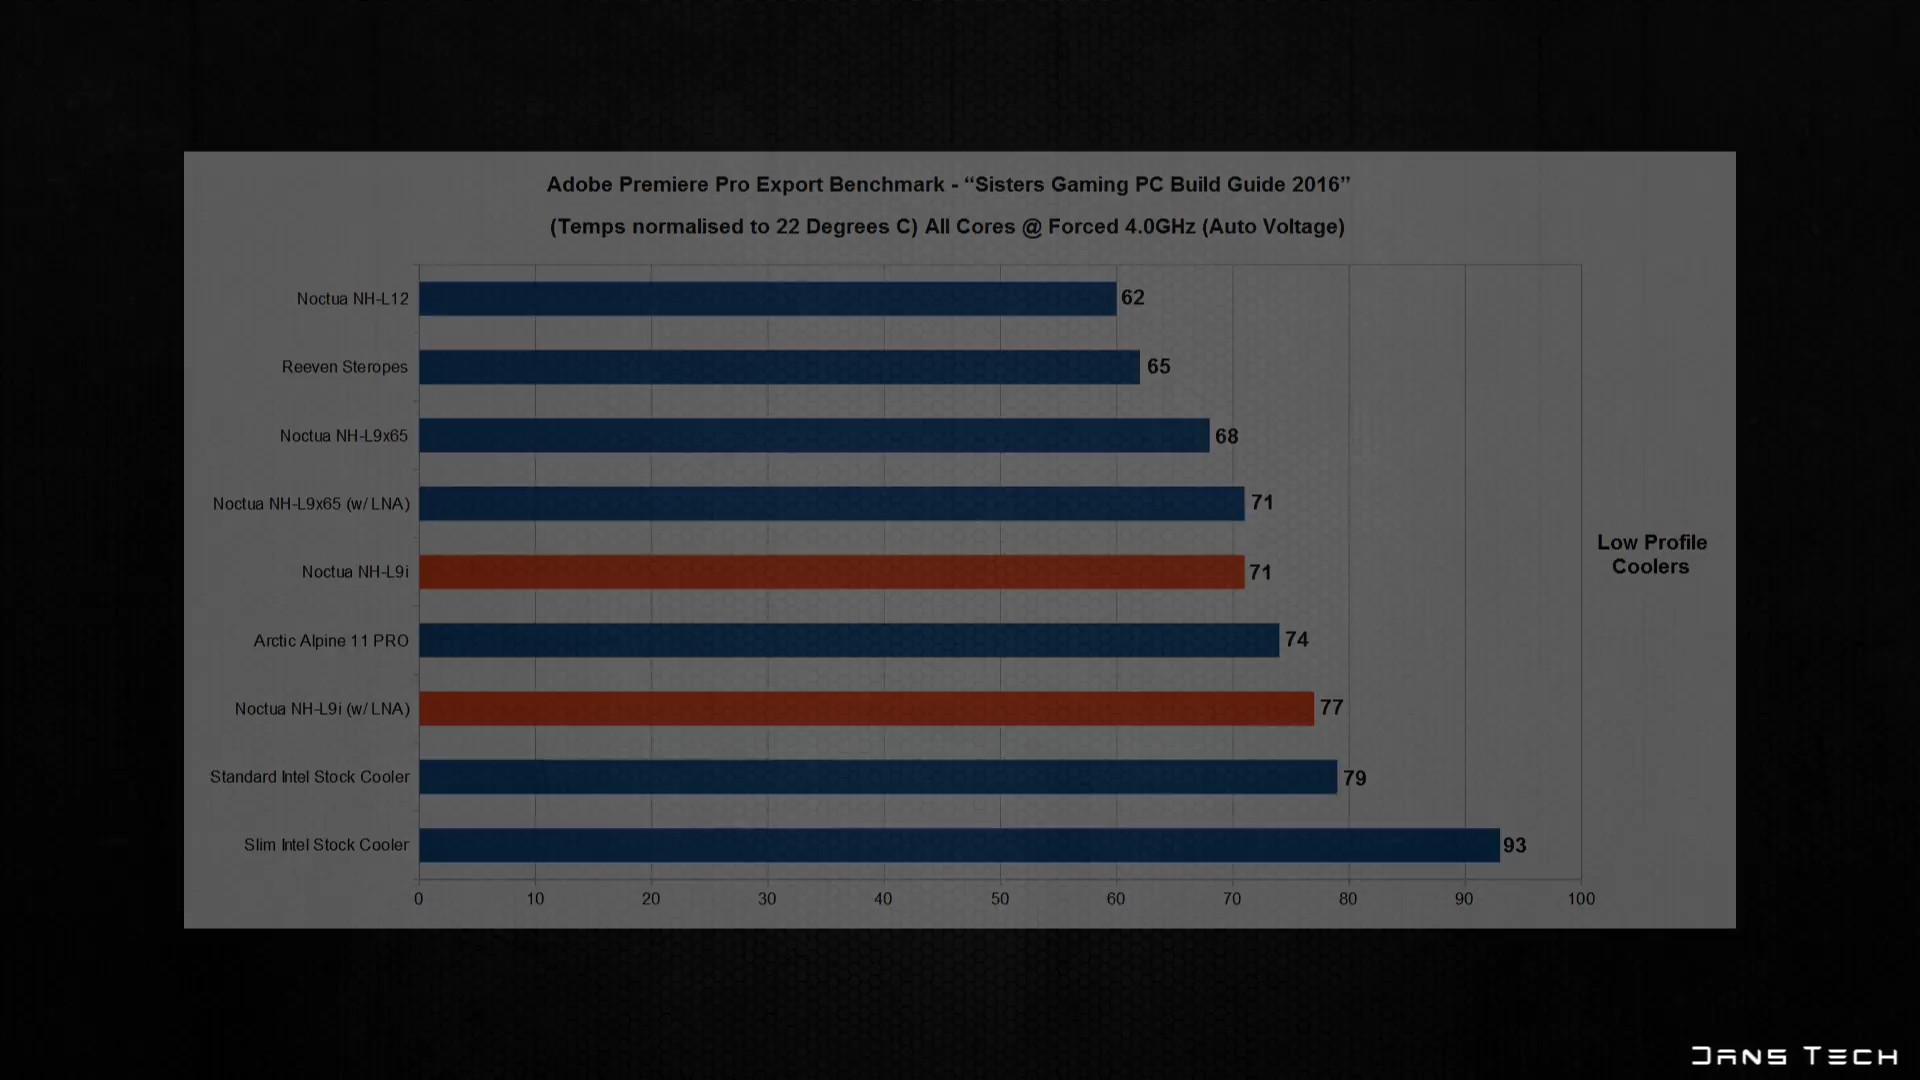 Adobe Premiere Pro Export Benchmark - “Sisters Gaming PC Build Guide 2016”
(Temps normalised to 22 Degrees C) All Cores @ Forced 4.0GHz (Auto Voltage)
Noctua NH-L12 62
Reeven Steropes 65
Noctua NH-L9x65 68
Noctua NH-L9x65 (w/ LNA) 71
Noctua NH-L9i 71
Arctic Alpine 11 PRO 74
Noctua NH-L9i (w/ LNA) 77
Standard Intel Stock Cooler 79
Slim Intel Stock Cooler 93
0 10 20 30 40 50 60 70 80 90 100
Low Profile
Coolers
Dans Tech